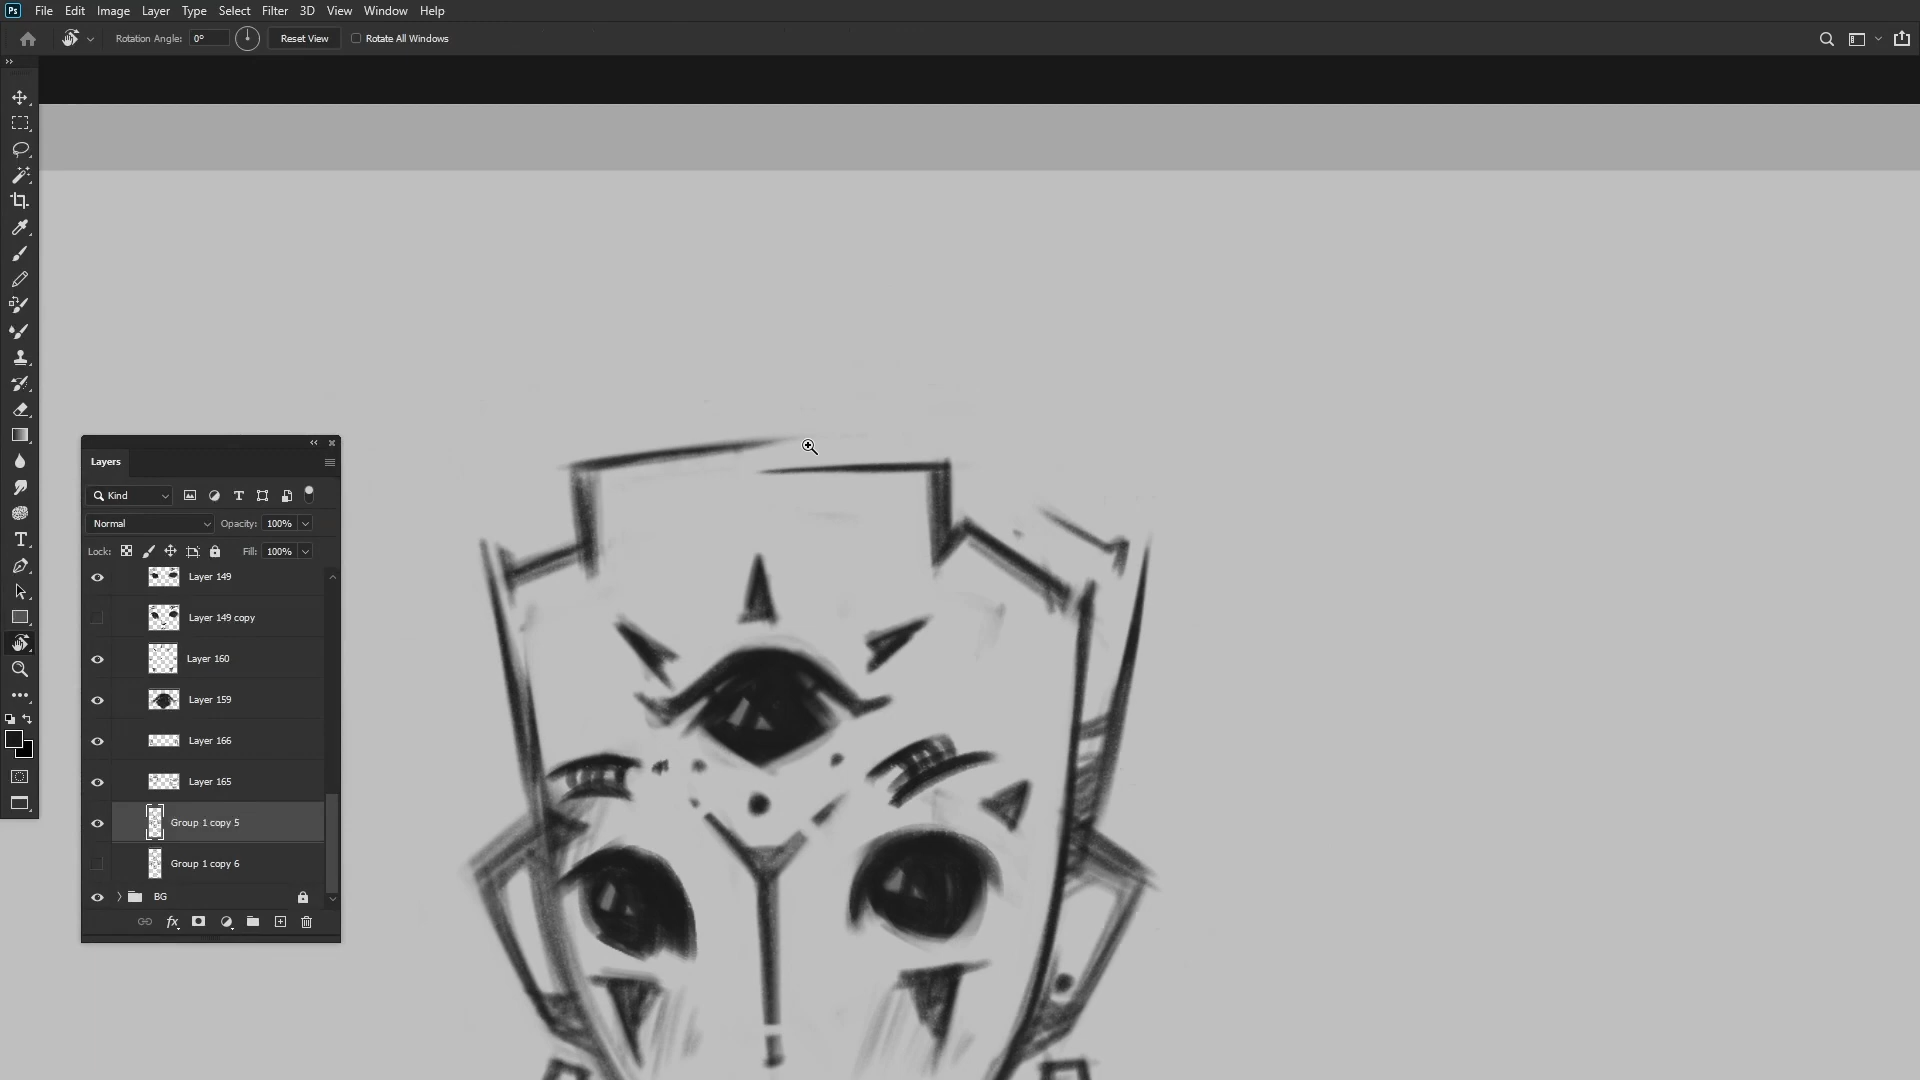 Ps File Edit Image Layer Type Select Filter 3D View Window Help
Rotation Angle: 0° Reset View Rotate All Windows
Layers
Kind
Normal Opacity: 100%
Lock: Fill: 100%
Layer 149
Layer 149 copy
Layer 160
Layer 159
Layer 166
Layer 165
Group 1 copy 5
Group 1 copy 6
BG
fx